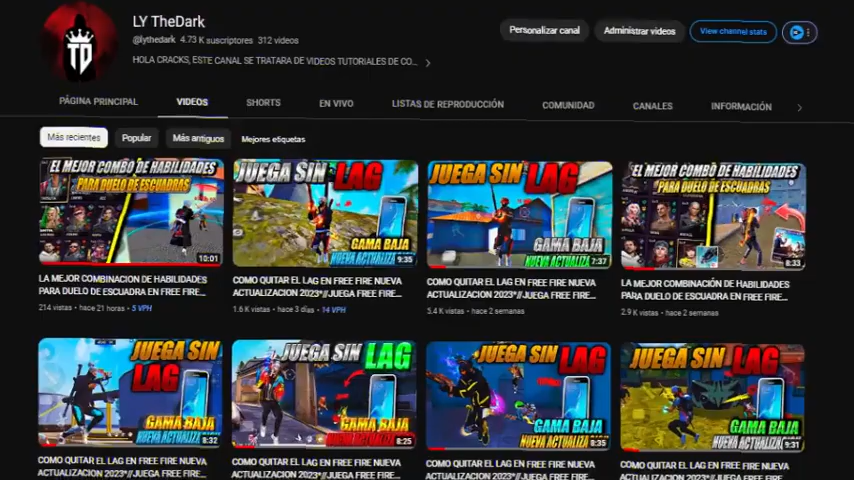 LY TheDark
@lythedark 4.73 K suscriptores 312 videos
HOLA CRACKS, ESTE CANAL SE TRATARA DE VIDEOS TUTORIALES DE CO...
Personalizar canal
Administrar videos
View channel stats
TD
PÁGINA PRINCIPAL VIDEOS SHORTS EN VIVO LISTAS DE REPRODUCCIÓN COMUNIDAD CANALES INFORMACIÓN
Más recientes Popular Más antiguos Mejores etiquetas
EL MEJOR COMBO DE HABILIDADES
PARA DUELO DE ESCUADRAS
10:01
LA MEJOR COMBINACION DE HABILIDADES
PARA DUELO DE ESCUADRA EN FREE FIRE...
214 vistas • hace 21 horas • 5 VPH
JUEGA SIN LAG
GAMA BAJA
NUEVA ACTUALIZA
9:35
COMO QUITAR EL LAG EN FREE FIRE NUEVA
ACTUALIZACION 2023*//JUEGA FREE FIRE...
1.6 K vistas • hace 3 días • 14 VPH
JUEGA SIN LAG
GAMA BAJA
NUEVA ACTUALIZA
7:37
COMO QUITAR EL LAG EN FREE FIRE NUEVA
ACTUALIZACION 2023*//JUEGA FREE FIRE...
5.4 K vistas • hace 2 semanas
EL MEJOR COMBO DE HABILIDADES
PARA DUELO DE ESCUADRAS
8:33
LA MEJOR COMBINACIÓN DE HABILIDADES
PARA DUELO DE ESCUADRA EN FREE FIRE...
2.9 K vistas • hace 2 semanas
JUEGA SIN
LAG
GAMA BAJA
NUEVA ACTUALIZA
8:32
COMO QUITAR EL LAG EN FREE FIRE NUEVA
ACTUALIZACION 2023*//JUEGA FREE FIRE...
JUEGA SIN LAG
GAMA BAJA
NUEVA ACTUALIZA
8:25
COMO QUITAR EL LAG EN FREE FIRE NUEVA
ACTUALIZACION 2023*//JUEGA FREE FIRE...
JUEGA SIN LAG
GAMA BAJA
NUEVA ACTUALIZA
8:35
COMO QUITAR EL LAG EN FREE FIRE NUEVA
ACTUALIZACION 2023*//JUEGA FREE FIRE...
JUEGA SIN LAG
GAMA BAJA
NUEVA ACTUALIZA
9:31
COMO QUITAR EL LAG EN FREE FIRE NUEVA